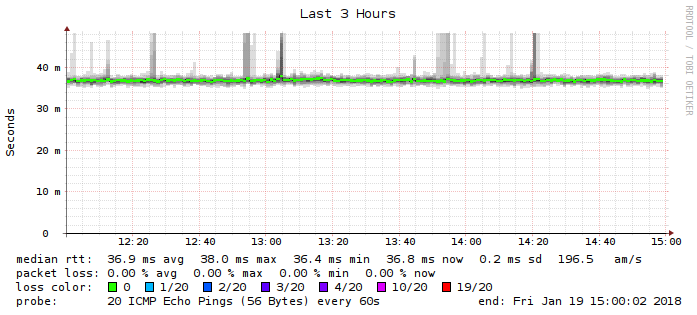 Last 3 Hours
RRDTOOL / TOBI OETIKER
Seconds
40 m
30 m
20 m
10 m
0
12:20 12:40 13:00 13:20 13:40 14:00 14:20 14:40 15:00
median rtt: 36.9 ms avg 38.0 ms max 36.4 ms min 36.8 ms now 0.2 ms sd 196.5 am/s
packet loss: 0.00 % avg 0.00 % max 0.00 % min 0.00 % now
loss color: 0 1/20 2/20 3/20 4/20 10/20 19/20
probe: 20 ICMP Echo Pings (56 Bytes) every 60s end: Fri Jan 19 15:00:02 2018